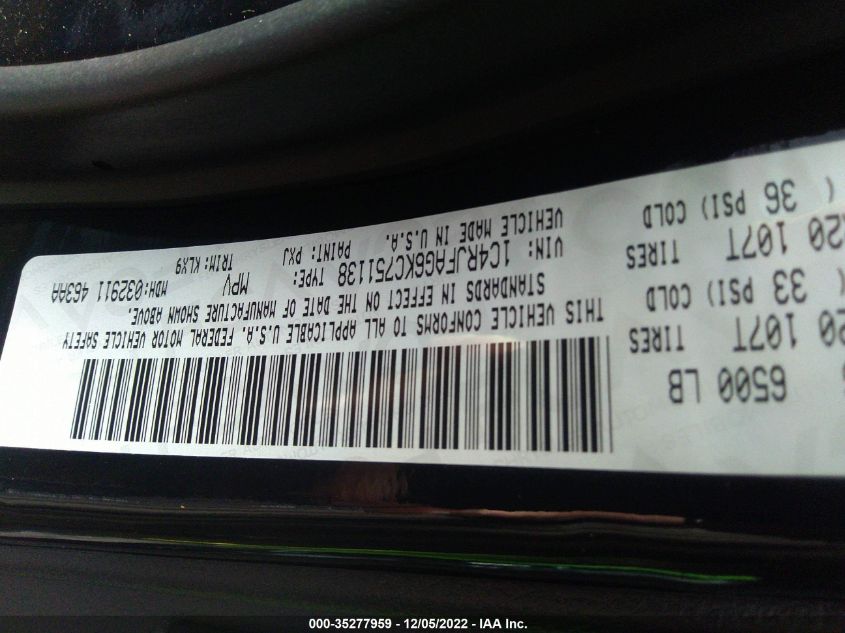 6500 LB
20 107T TIRES
( 33 PSI) COLD
220 107T TIRES
( 36 PSI) COLD
THIS VEHICLE CONFORMS TO ALL APPLICABLE U.S.A. FEDERAL MOTOR VEHICLE SAFETY
STANDARDS IN EFFECT ON THE DATE OF MANUFACTURE SHOWN ABOVE.
VIN: 1C4RJFAG6KC751138 TYPE: MPV MDH:032911 463AA
VEHICLE MADE IN U.S.A. PAINT: PXJ TRIM:KLX9
000-35277959 - 12/05/2022 - IAA Inc.